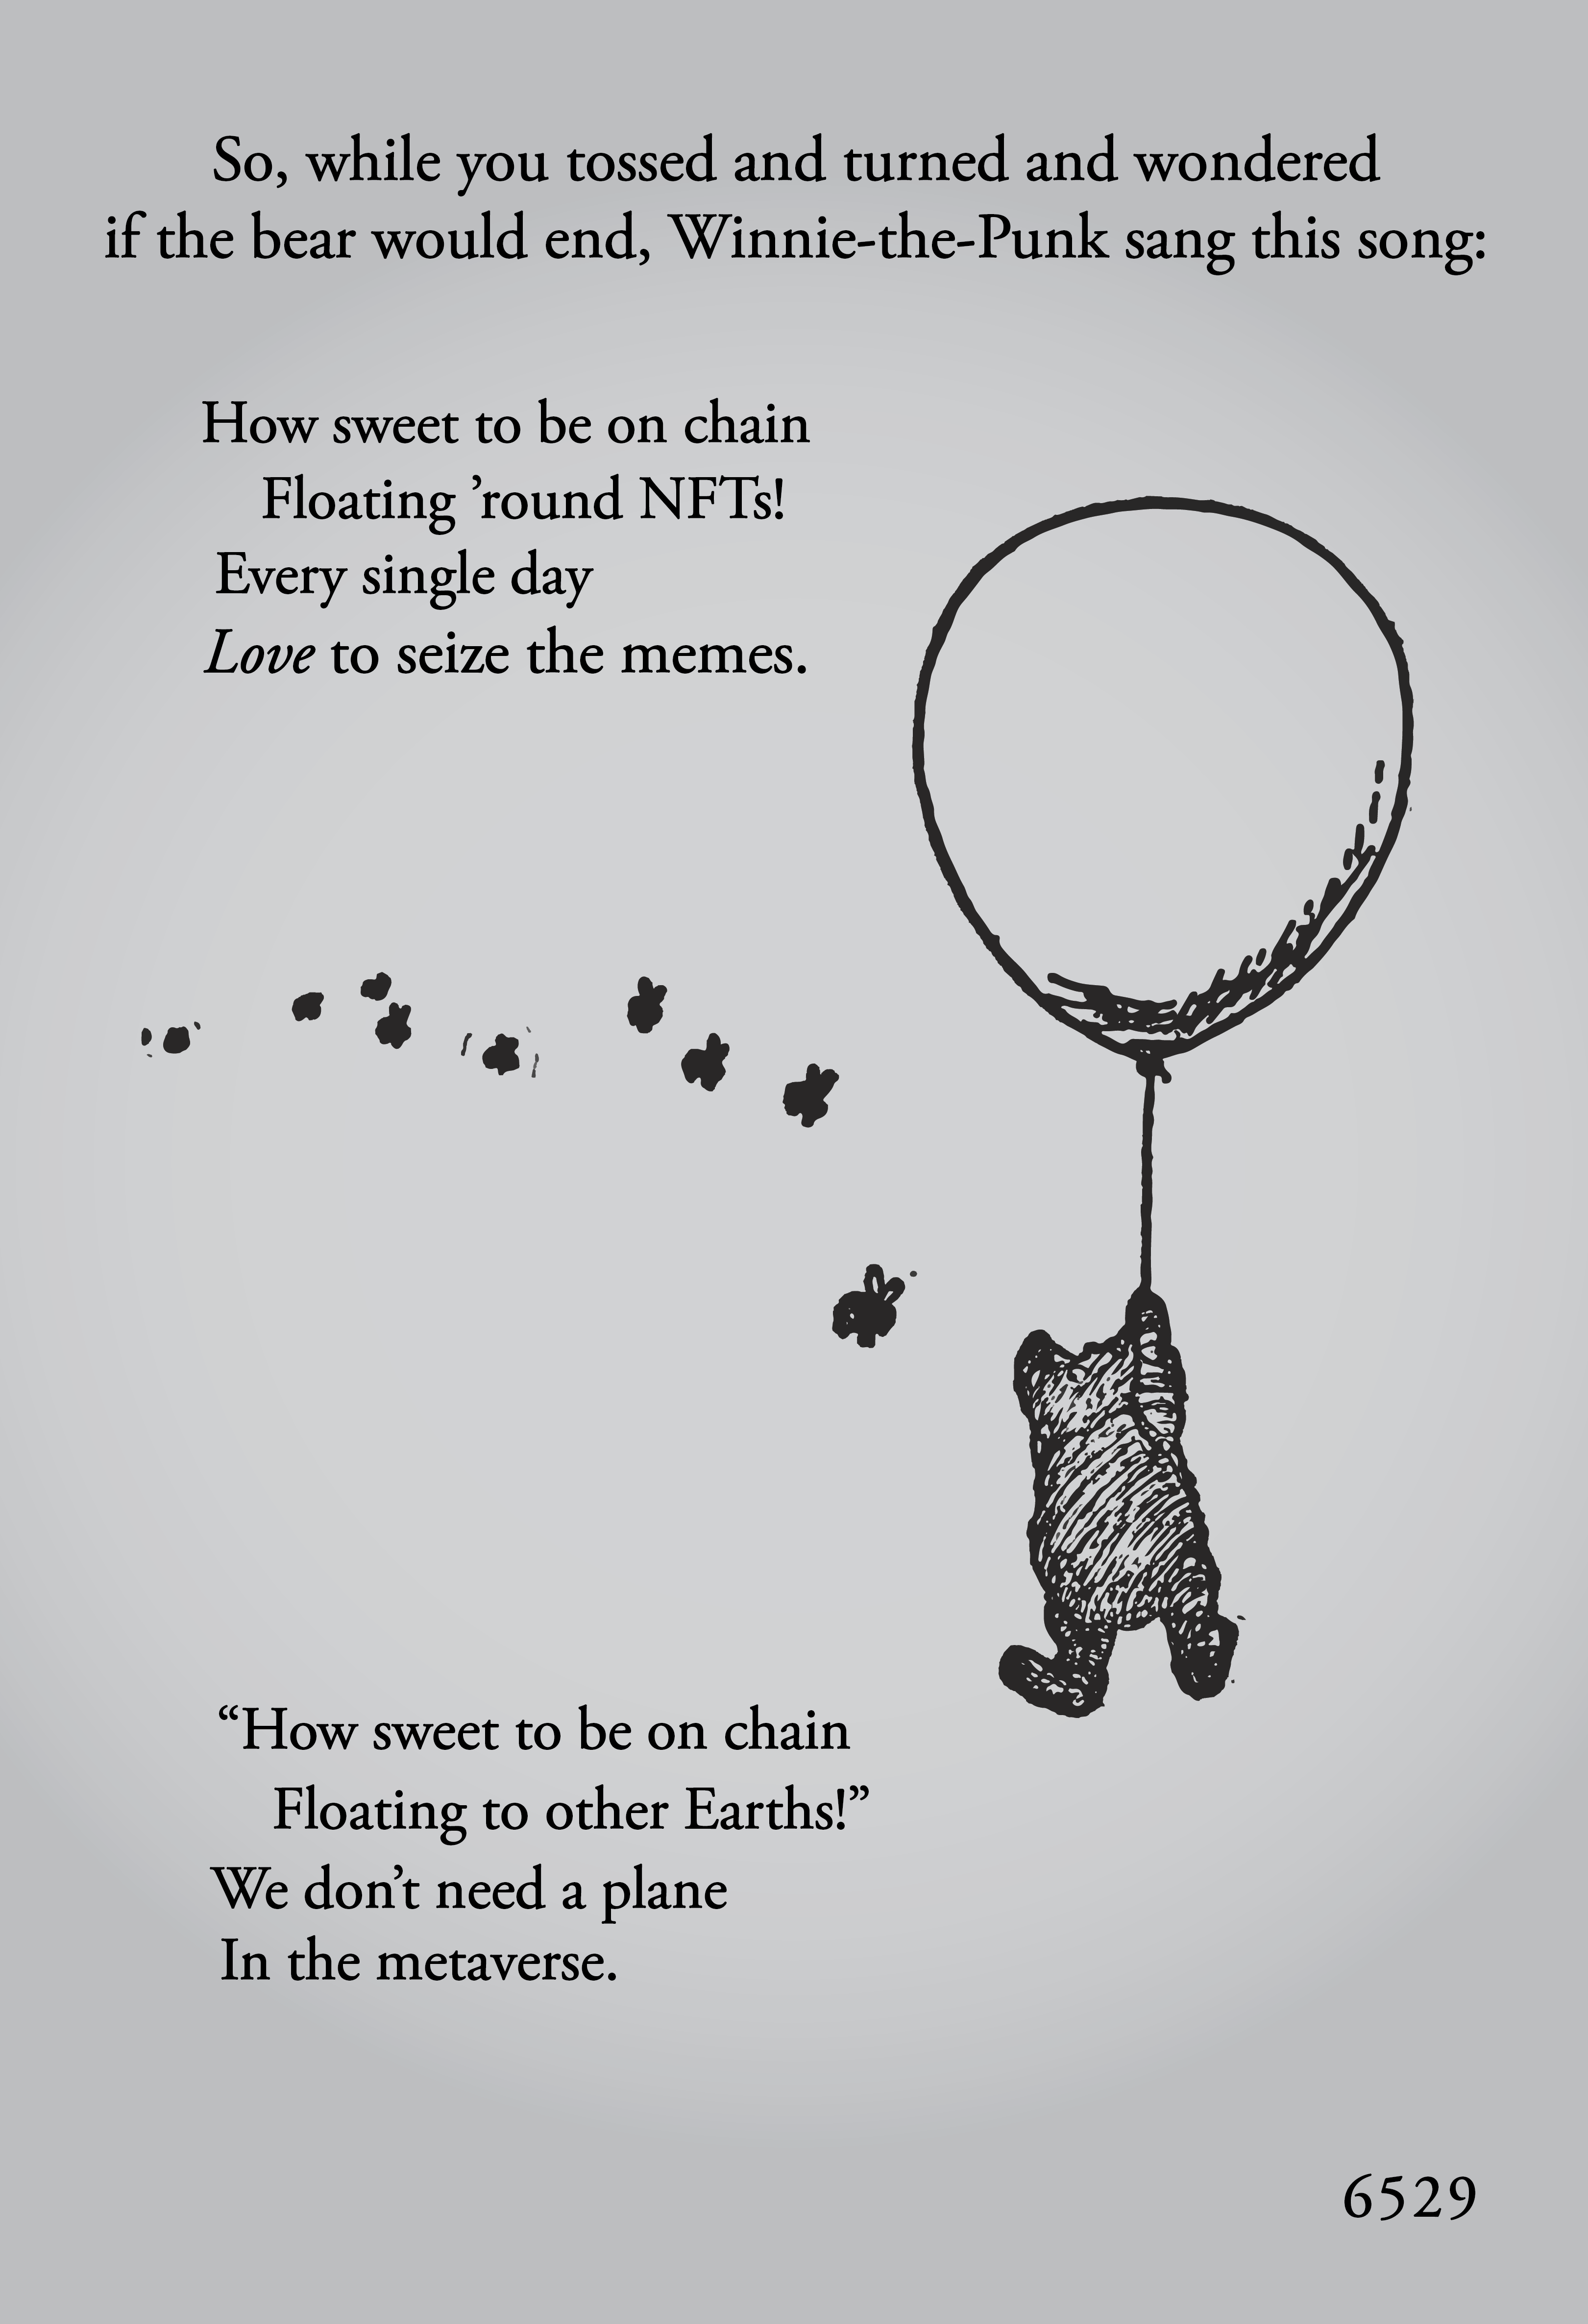 So, while you tossed and turned and wondered
if the bear would end, Winnie-the-Punk sang this song:
How sweet to be on chain
Floating ’round NFTs!
Every single day
Love to seize the memes.
“How sweet to be on chain
Floating to other Earths!”
We don’t need a plane
In the metaverse.
6529